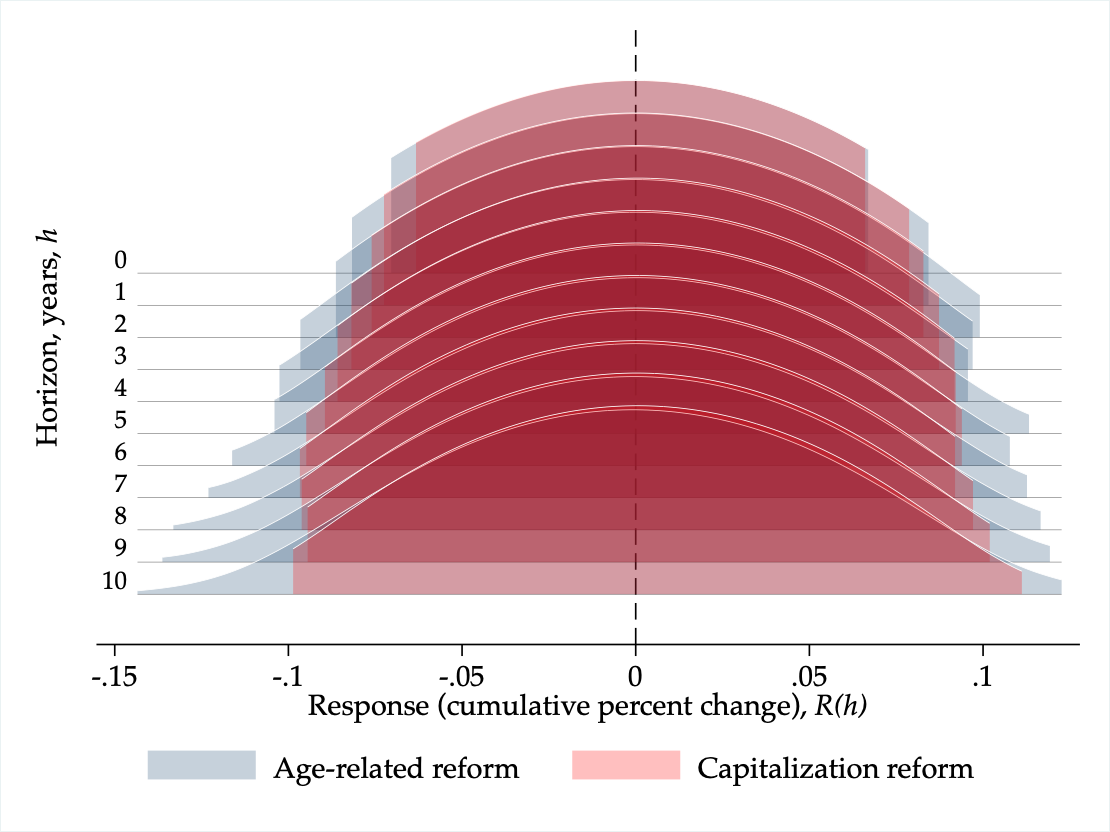 Horizon, years, h
0
1
2
3
4
5
6
7
8
9
10
-.15 -.1 -.05 0 .05 .1
Response (cumulative percent change), R(h)
Age-related reform Capitalization reform